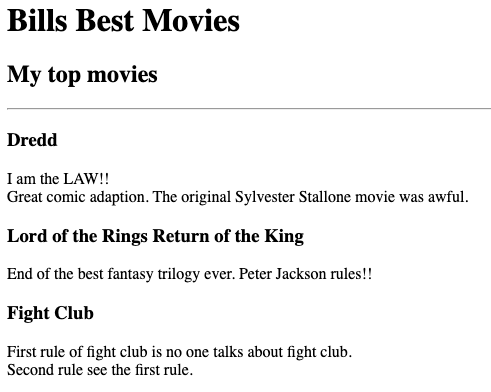 Bills Best Movies
My top movies
Dredd
I am the LAW!!
Great comic adaption. The original Sylvester Stallone movie was awful.
Lord of the Rings Return of the King
End of the best fantasy trilogy ever. Peter Jackson rules!!
Fight Club
First rule of fight club is no one talks about fight club.
Second rule see the first rule.